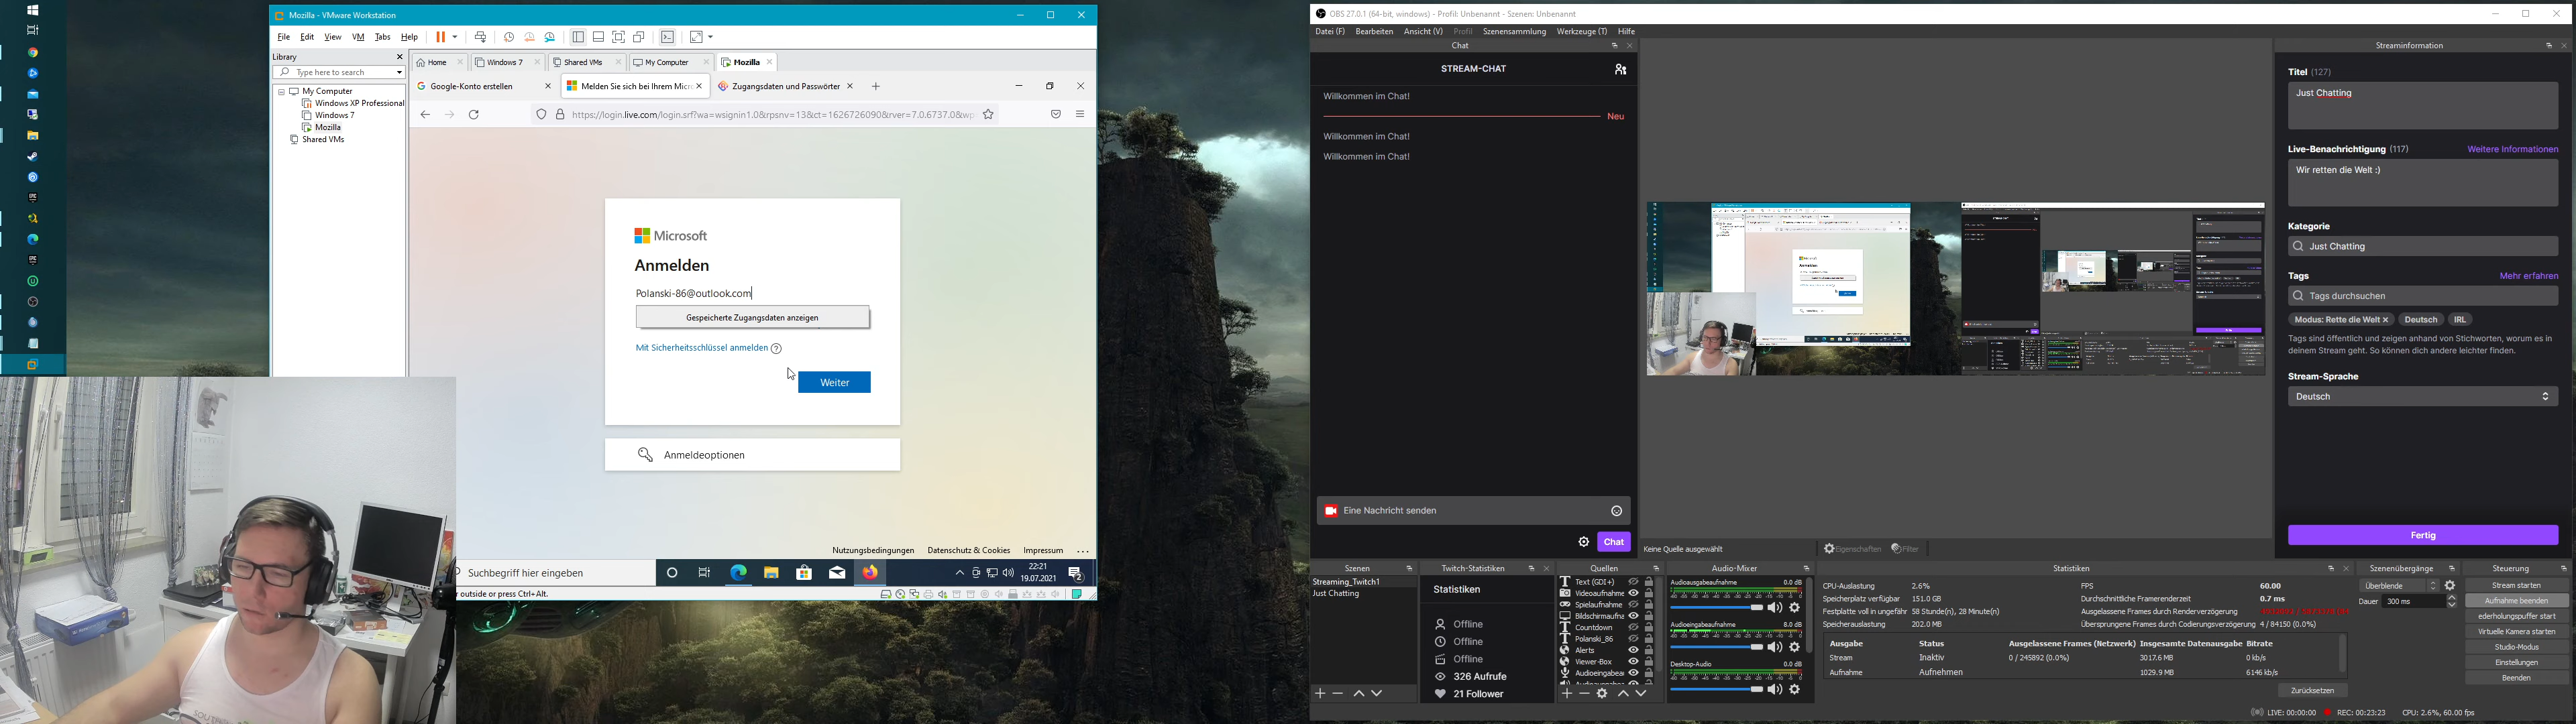 Mozilla - VMware Workstation
File Edit View VM Tabs Help
Library
Type here to search
My Computer
Windows XP Professional
Windows 7
Mozilla
Shared VMs
Home
Windows 7
Shared VMs
My Computer
Mozilla
Google-Konto erstellen
Melden Sie sich bei Ihrem Micr
Zugangsdaten und Passwörter
https://login.live.com/login.srf?wa=wsignin1.0&rpsnv=13&ct=1626726090&rver=7.0.6737.0&wp
Microsoft
Anmelden
Polanski-86@outlook.com
Gespeicherte Zugangsdaten anzeigen
Mit Sicherheitsschlüssel anmelden
Weiter
Anmeldeoptionen
Nutzungsbedingungen Datenschutz & Cookies Impressum ...
Suchbegriff hier eingeben
22:21
19.07.2021
2
outside or press Ctrl+Alt.
OBS 27.0.1 (64-bit, windows) - Profil: Unbenannt - Szenen: Unbenannt
Datei (F) Bearbeiten Ansicht (V) Profil Szenensammlung Werkzeuge (T) Hilfe
Chat
STREAM-CHAT
Willkommen im Chat!
Neu
Willkommen im Chat!
Willkommen im Chat!
Eine Nachricht senden
Chat
Keine Quelle ausgewählt
Eigenschaften
Filter
Streaminformation
Titel (127)
Just Chatting
Live-Benachrichtigung (117)
Weitere Informationen
Wir retten die Welt :)
Kategorie
Just Chatting
Tags
Mehr erfahren
Tags durchsuchen
Modus: Rette die Welt
Deutsch
IRL
Tags sind öffentlich und zeigen anhand von Stichworten, worum es in
deinem Stream geht. So können dich andere leichter finden.
Stream-Sprache
Deutsch
Fertig
Szenen
Streaming_Twitch1
Just Chatting
Twitch-Statistiken
Statistiken
Offline
Offline
Offline
326 Aufrufe
21 Follower
Quellen
Text (GDI+)
Videoaufnahme
Spielaufnahme
Bildschirmaufna
Countdown
Polanski_86
Alerts
Viewer-Box
Audioeingabea
Audio-Mixer
Audioausgabeaufnahme 0.0 dB
Audioeingabeaufnahme 8.0 dB
Desktop-Audio 0.0 dB
Statistiken
CPU-Auslastung 2.6%
Speicherplatz verfügbar 151.0 GB
Festplatte voll in ungefähr 58 Stunde(n), 28 Minute(n)
Speicherauslastung 202.0 MB
FPS 60.00
Durchschnittliche Framerenderzeit 0.7 ms
Ausgelassene Frames durch Renderverzögerung
Übersprungene Frames durch Codierungsverzögerung 4 / 84150 (0.0%)
Ausgabe Status Ausgelassene Frames (Netzwerk) Insgesamte Datenausgabe Bitrate
Stream Inaktiv 0 / 245892 (0.0%) 3017.6 MB 0 kb/s
Aufnahme Aufnehmen 1029.9 MB 6146 kb/s
Zurücksetzen
Szenenübergänge
Überblende
Dauer 300 ms
Steuerung
Stream starten
Aufnahme beenden
ederholungspuffer start
Virtuelle Kamera starten
Studio-Modus
Einstellungen
Beenden
LIVE: 00:00:00 REC: 00:23:23 CPU: 2.6%, 60.00 fps